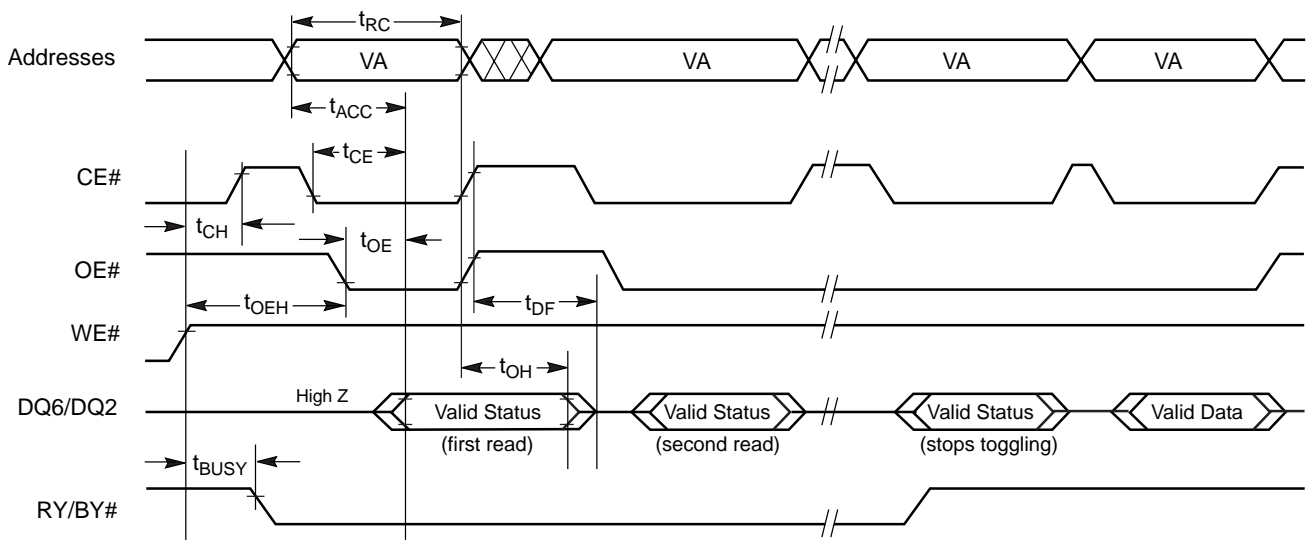 tRC
Addresses VA VA VA VA
tACC
tCE
CE#
tCH tOE
OE#
tOEH tDF
WE#
tOH
High Z
DQ6/DQ2 Valid Status Valid Status Valid Status Valid Data
(first read) (second read) (stops toggling)
tBUSY
RY/BY#